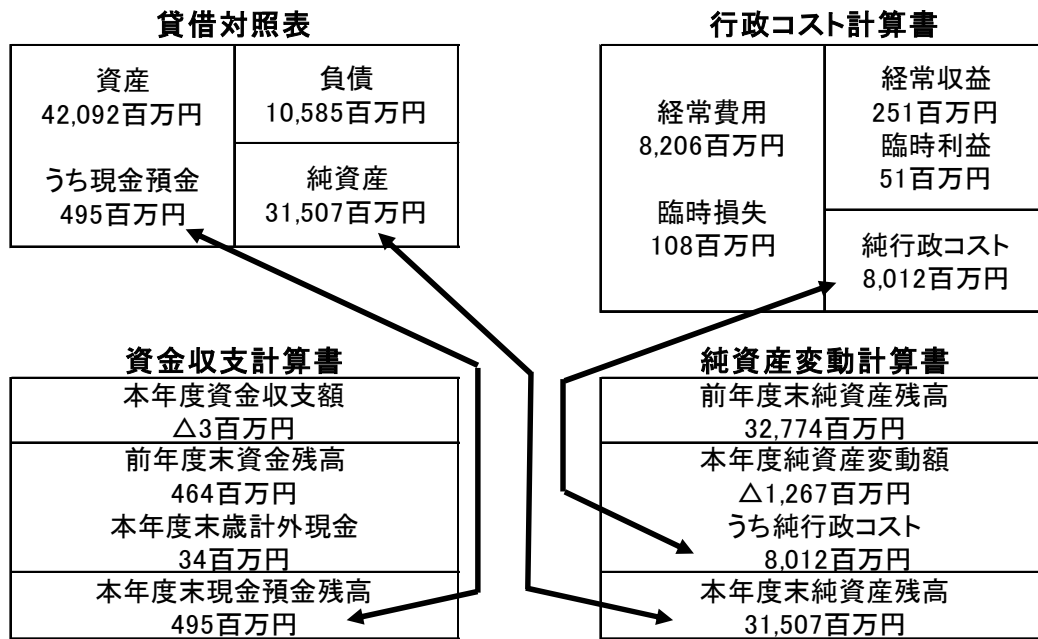 貸借対照表
資産
42,092百万円
うち現金預金
495百万円
負債
10,585百万円
純資産
31,507百万円
行政コスト計算書
経常費用
8,206百万円
臨時損失
108百万円
経常収益
251百万円
臨時利益
51百万円
純行政コスト
8,012百万円
資金収支計算書
本年度資金収支額
△3百万円
前年度末資金残高
464百万円
本年度末歳計外現金
34百万円
本年度末現金預金残高
495百万円
純資産変動計算書
前年度末純資産残高
32,774百万円
本年度純資産変動額
△1,267百万円
うち純行政コスト
8,012百万円
本年度末純資産残高
31,507百万円